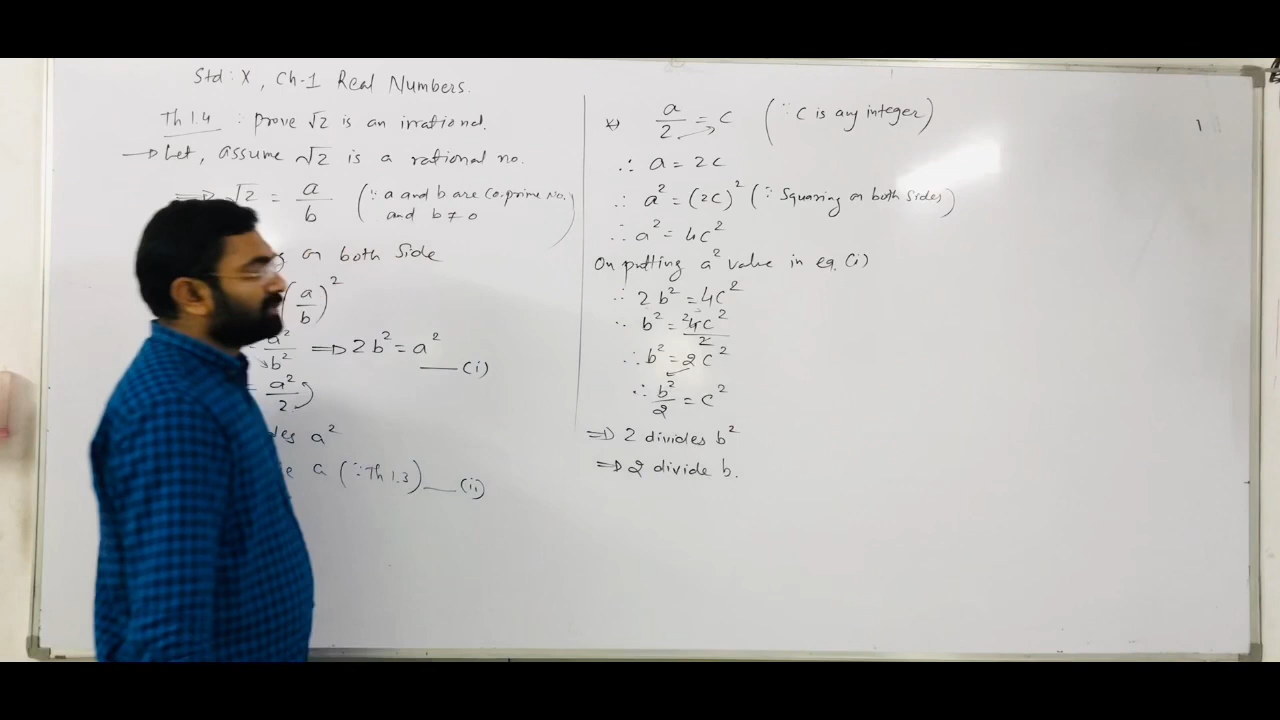 Std: X, Ch-1 Real Numbers.
Th 1.4 : prove √2 is an irrational.
→ Let, assume √2 is a rational no.
⇒ √2 = a/b (∵ a and b are Co.prime No. and b ≠ 0)
on both Side
(a/b)²
= a²/b² ⇒ 2b² = a² —— (i)
= a²/2
a²
a (∵ Th 1.3) —— (ii)
* a/2 = c (∵ C is any integer)
∴ a = 2c
∴ a² = (2c)² (∵ Squaring on both Sides)
∴ a² = 4c²
On putting a² value in eq. (i)
∴ 2b² = 4c²
∵ b² = ²4c²/2
∴ b² = 2c²
∴ b²/2 = c²
⇒ 2 divides b²
⇒ 2 divide b.
1